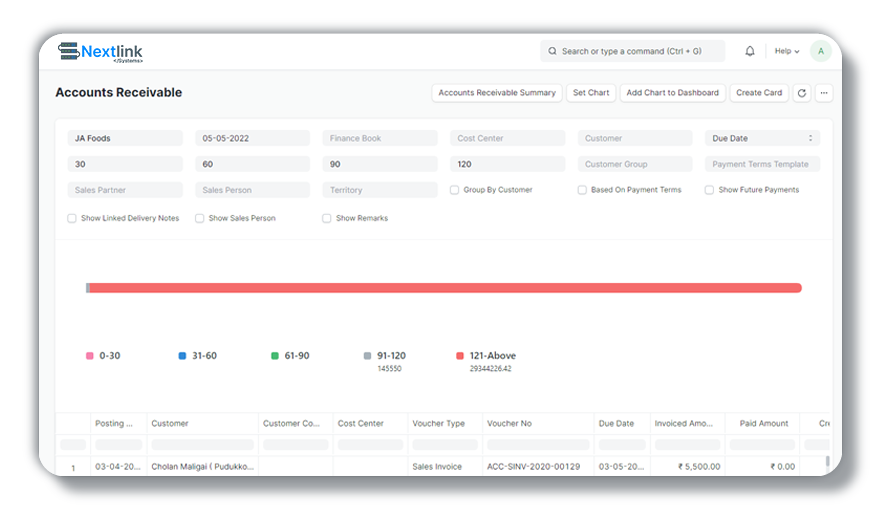 Nextlink
</Systems>
Search or type a command (Ctrl + G)
Help
A
Accounts Receivable
Accounts Receivable Summary
Set Chart
Add Chart to Dashboard
Create Card
...
JA Foods
05-05-2022
Finance Book
Cost Center
Customer
Due Date
30
60
90
120
Customer Group
Payment Terms Template
Sales Partner
Sales Person
Territory
Group By Customer
Based On Payment Terms
Show Future Payments
Show Linked Delivery Notes
Show Sales Person
Show Remarks
0-30
31-60
61-90
91-120
145550
121-Above
29344226.42
Posting ...
Customer
Customer Co...
Cost Center
Voucher Type
Voucher No
Due Date
Invoiced Amo...
Paid Amount
Cre
1
03-04-20...
Cholan Maligai ( Pudukko...
Sales Invoice
ACC-SINV-2020-00129
03-05-20...
₹ 5,500.00
₹ 0.00